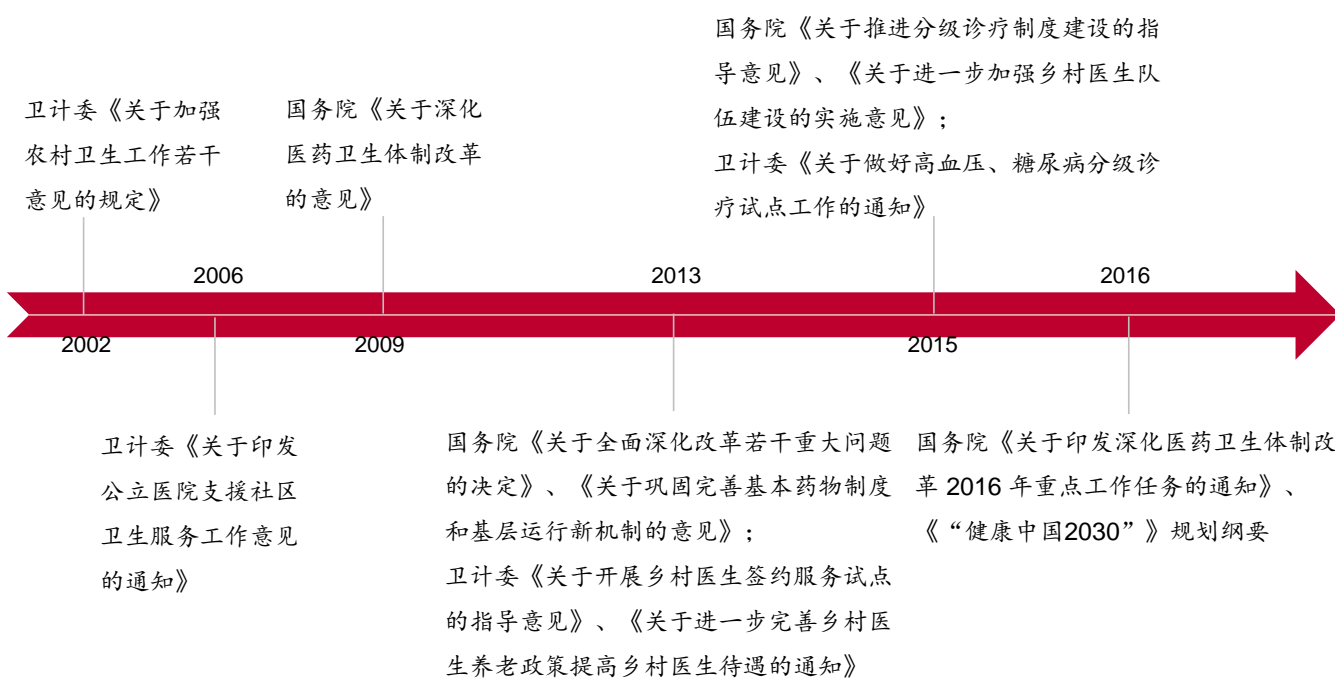 国务院《关于推进分级诊疗制度建设的指
导意见》、《关于进一步加强乡村医生队
伍建设的实施意见》;
卫计委《关于做好高血压、糖尿病分级诊
疗试点工作的通知》
卫计委《关于加强
农村卫生工作若干
意见的规定》
国务院《关于深化
医药卫生体制改革
的意见》
2006
2013
2016
2002
2009
2015
卫计委《关于印发
公立医院支援社区
卫生服务工作意见
的通知》
国务院《关于全面深化改革若干重大问题
的决定》、《关于巩固完善基本药物制度
和基层运行新机制的意见》;
卫计委《关于开展乡村医生签约服务试点
的指导意见》、《关于进一步完善乡村医
生养老政策提高乡村医生待遇的通知》
国务院《关于印发深化医药卫生体制改
革 2016 年重点工作任务的通知》、
《“健康中国2030”》规划纲要